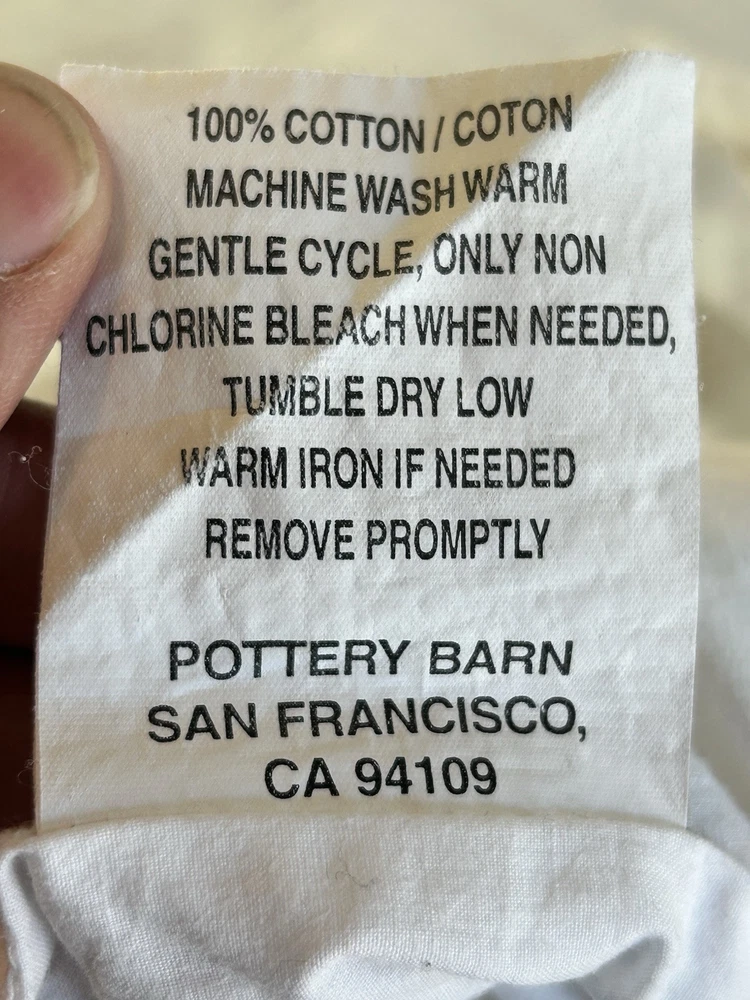 100% COTTON / COTON
MACHINE WASH WARM
GENTLE CYCLE, ONLY NON
CHLORINE BLEACH WHEN NEEDED,
TUMBLE DRY LOW
WARM IRON IF NEEDED
REMOVE PROMPTLY
POTTERY BARN
SAN FRANCISCO,
CA 94109